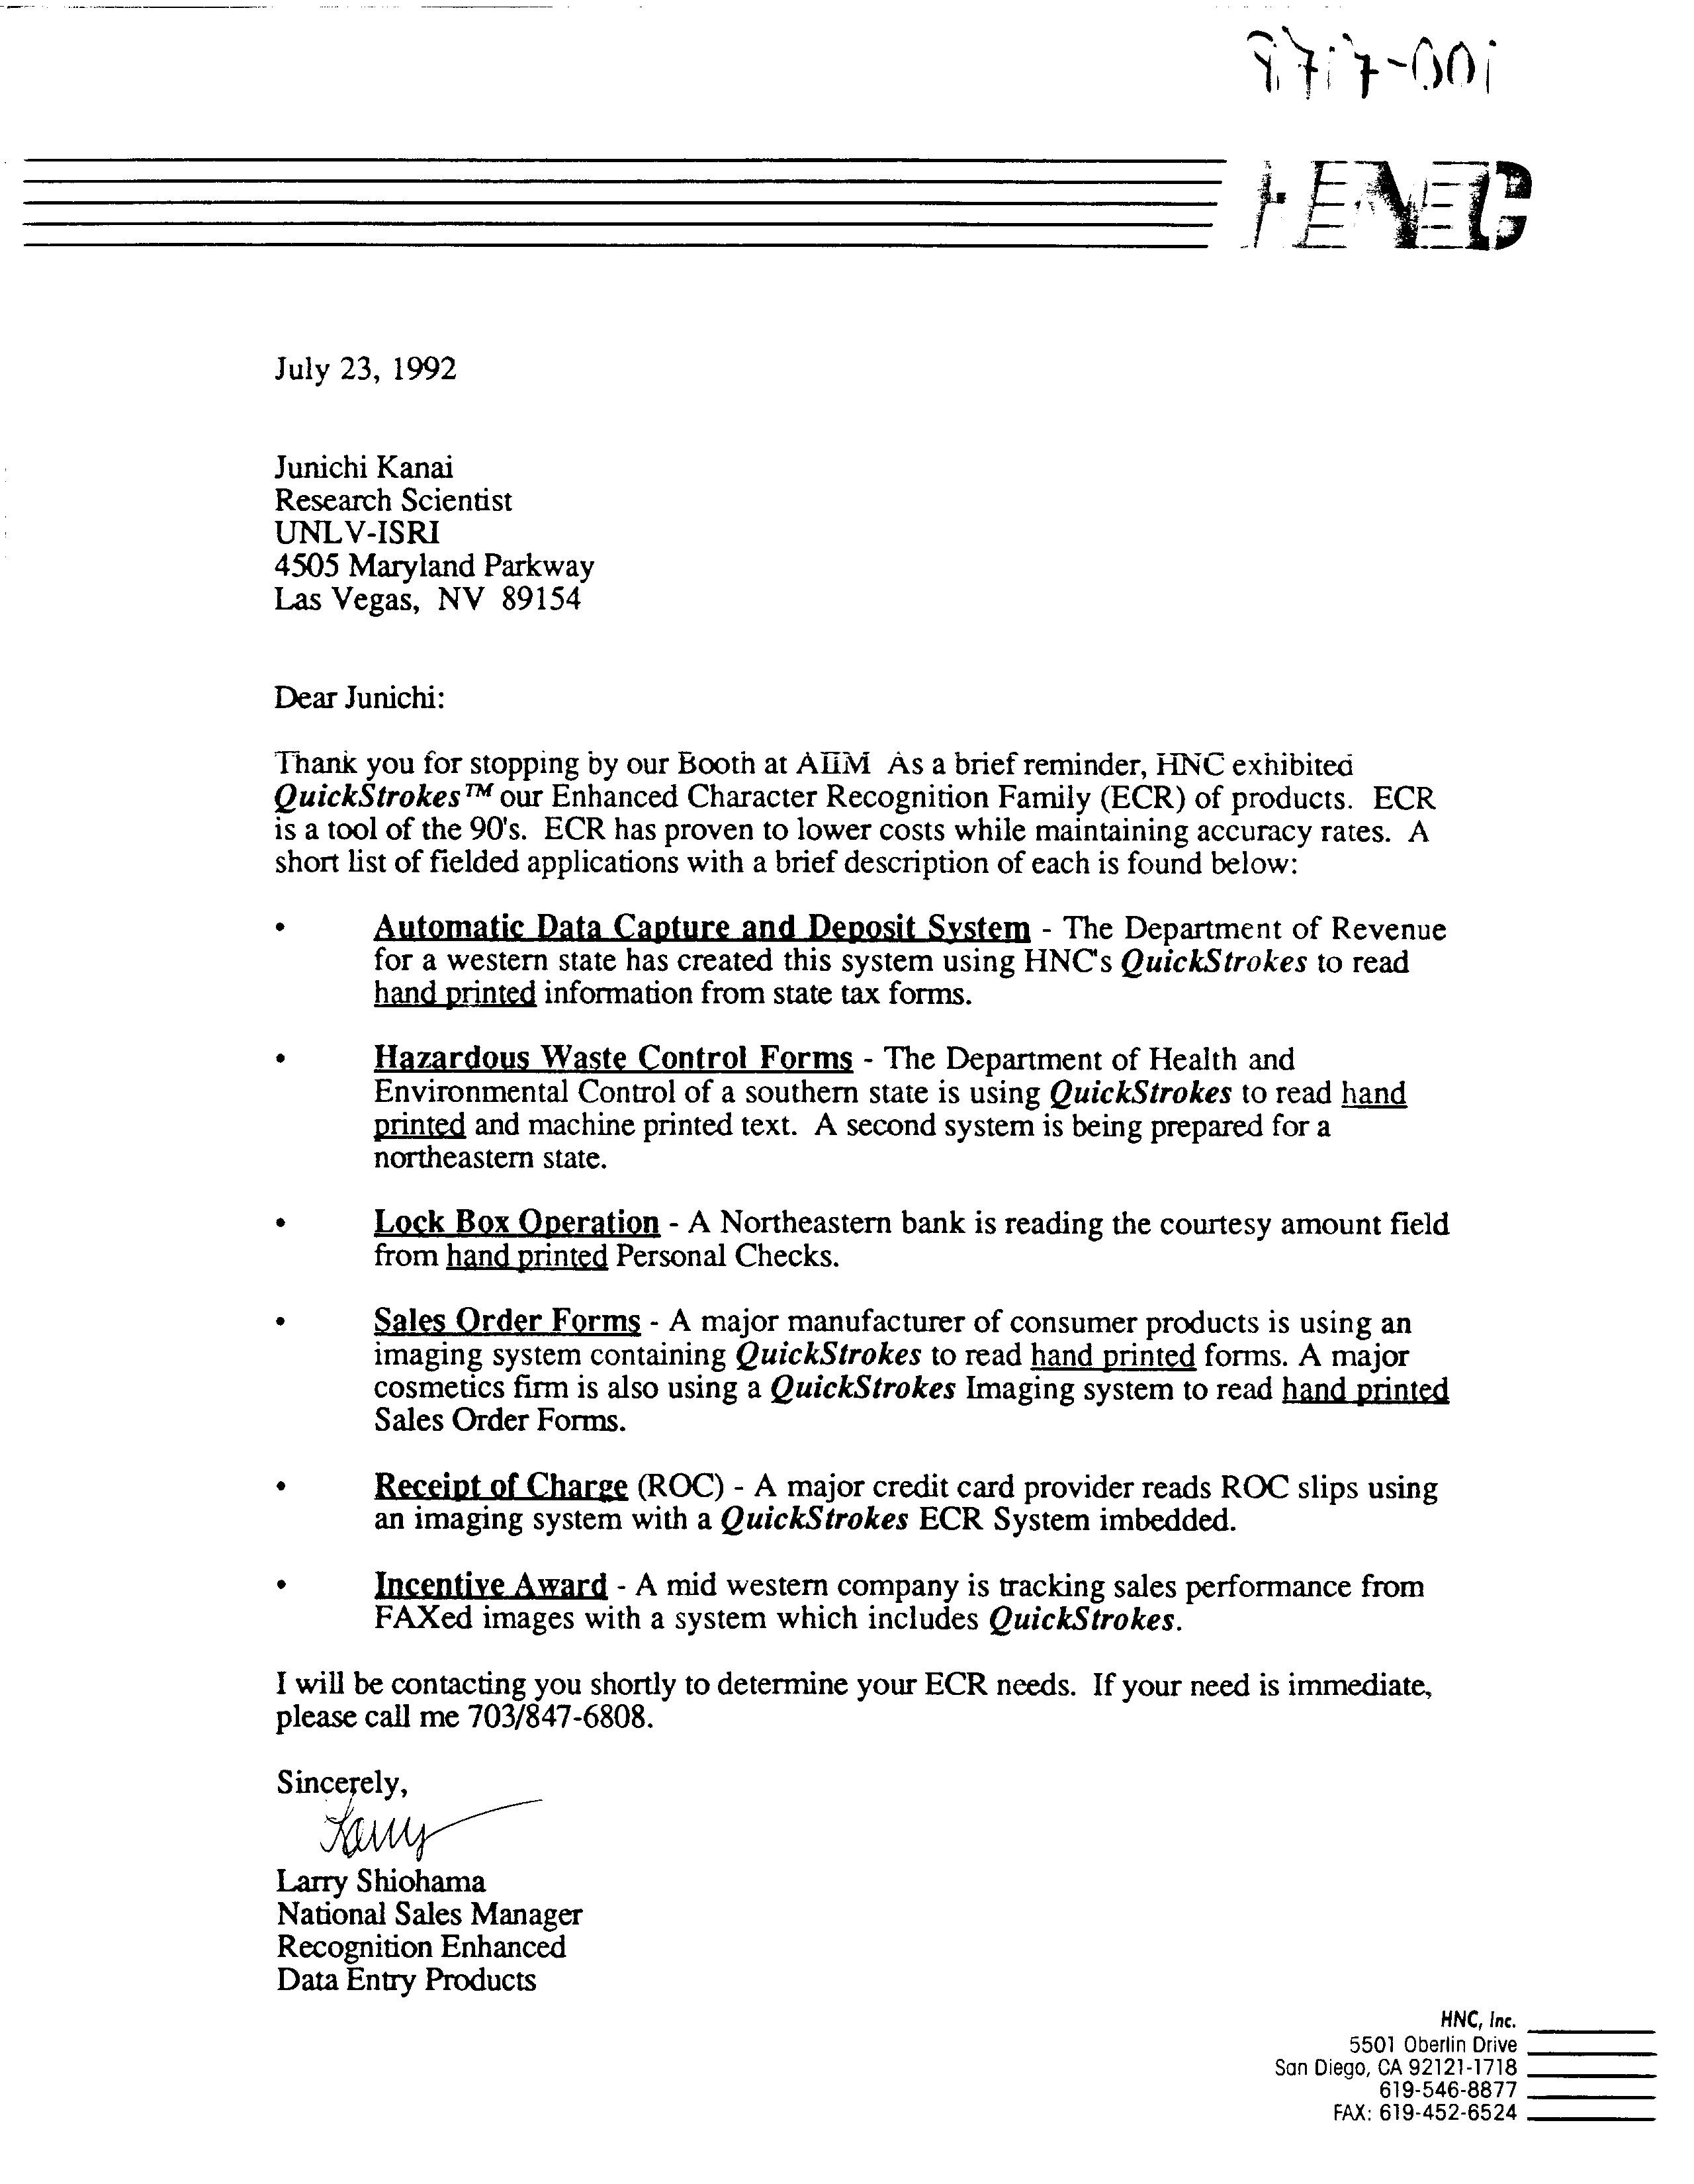 HNC
July 23, 1992
Junichi Kanai
Research Scientist
UNLV-ISRI
4505 Maryland Parkway
Las Vegas, NV 89154
Dear Junichi:
Thank you for stopping by our Booth at AIIM As a brief reminder, HNC exhibited
QuickStrokes™ our Enhanced Character Recognition Family (ECR) of products. ECR
is a tool of the 90's. ECR has proven to lower costs while maintaining accuracy rates. A
short list of fielded applications with a brief description of each is found below:
• Automatic Data Capture and Deposit System - The Department of Revenue
for a western state has created this system using HNC's QuickStrokes to read
hand printed information from state tax forms.
• Hazardous Waste Control Forms - The Department of Health and
Environmental Control of a southern state is using QuickStrokes to read hand
printed and machine printed text. A second system is being prepared for a
northeastern state.
• Lock Box Operation - A Northeastern bank is reading the courtesy amount field
from hand printed Personal Checks.
• Sales Order Forms - A major manufacturer of consumer products is using an
imaging system containing QuickStrokes to read hand printed forms. A major
cosmetics firm is also using a QuickStrokes Imaging system to read hand printed
Sales Order Forms.
• Receipt of Charge (ROC) - A major credit card provider reads ROC slips using
an imaging system with a QuickStrokes ECR System imbedded.
• Incentive Award - A mid western company is tracking sales performance from
FAXed images with a system which includes QuickStrokes.
I will be contacting you shortly to determine your ECR needs. If your need is immediate,
please call me 703/847-6808.
Sincerely,
Larry
Larry Shiohama
National Sales Manager
Recognition Enhanced
Data Entry Products
HNC, Inc.
5501 Oberlin Drive
San Diego, CA 92121-1718
619-546-8877
FAX: 619-452-6524